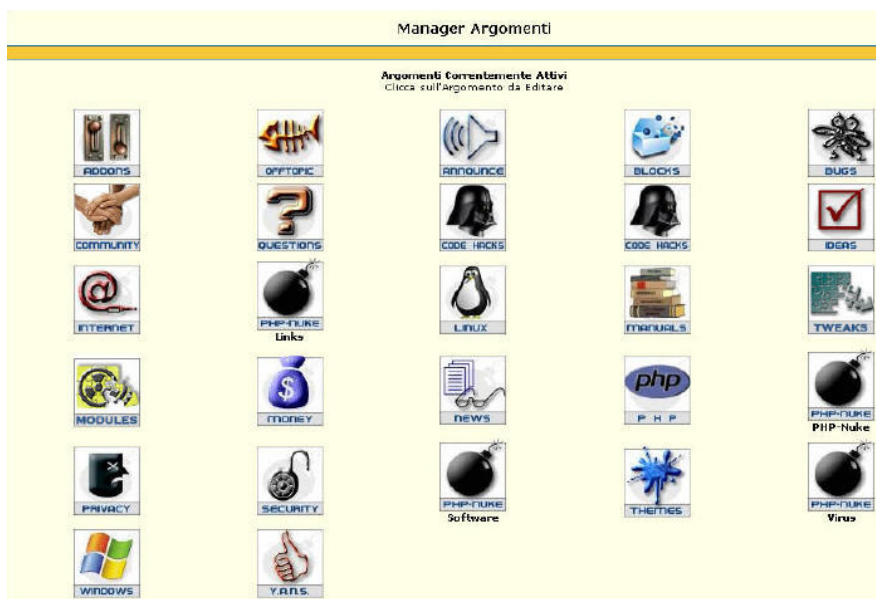 Manager Argomenti
Argomenti Correntemente Attivi
Clicca sull'Argomento da Editare
ADDONS OFFTOPIC ANNOUNCE BLOCKS BUGS
COMMUNITY QUESTIONS CODE HACKS CODE HACKS IDEAS
INTERNET PHP-NUKE LINUX MANUALS TWEAKS
Links
MODULES MONEY NEWS php PHP PHP-NUKE
PHP-Nuke
PRIVACY SECURITY PHP-NUKE THEMES PHP-NUKE
Software Virus
WINDOWS Y.A.N.S.